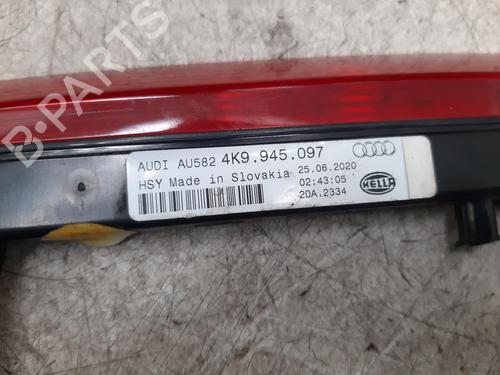 B-PARTS
AUDI AU582 4K9.945.097
HSY Made in Slovakia 25.06.2020
02:43:05
2DA.2334
HELLA